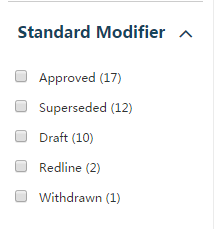 Standard Modifier
Approved (17)
Superseded (12)
Draft (10)
Redline (2)
Withdrawn (1)